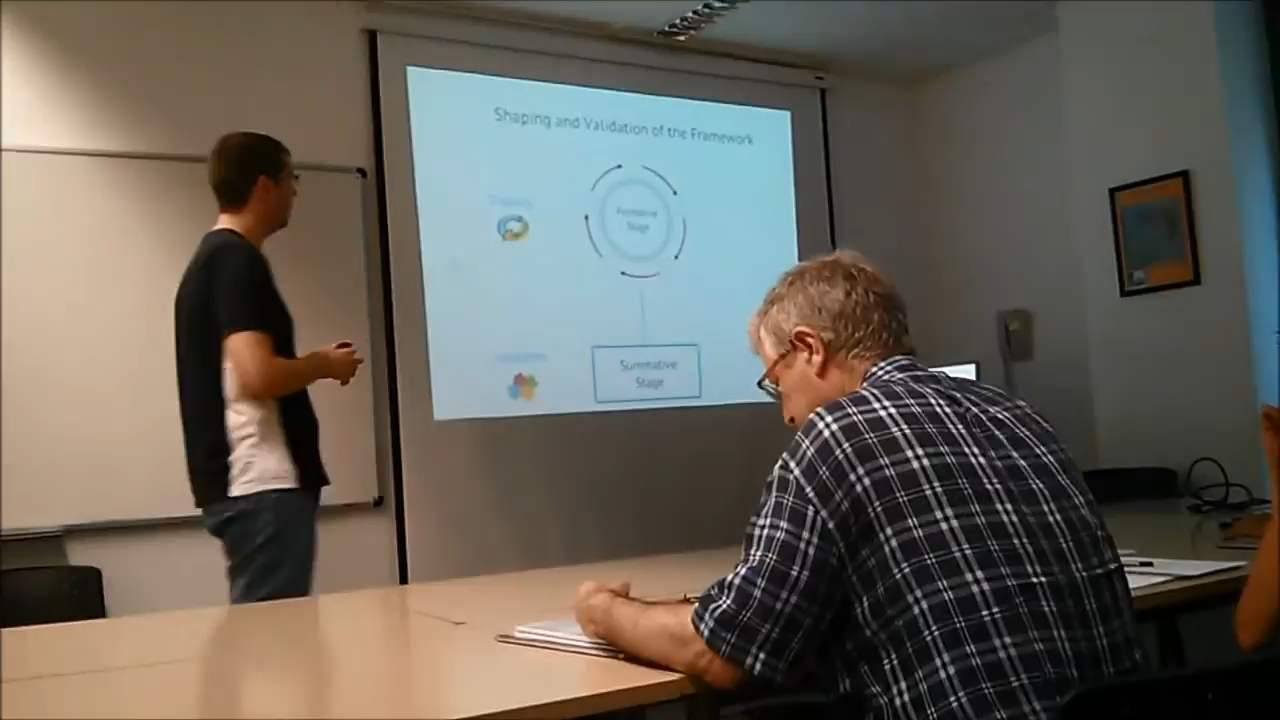 Shaping and Validation of the Framework
Formative
Stage
Summative
Stage